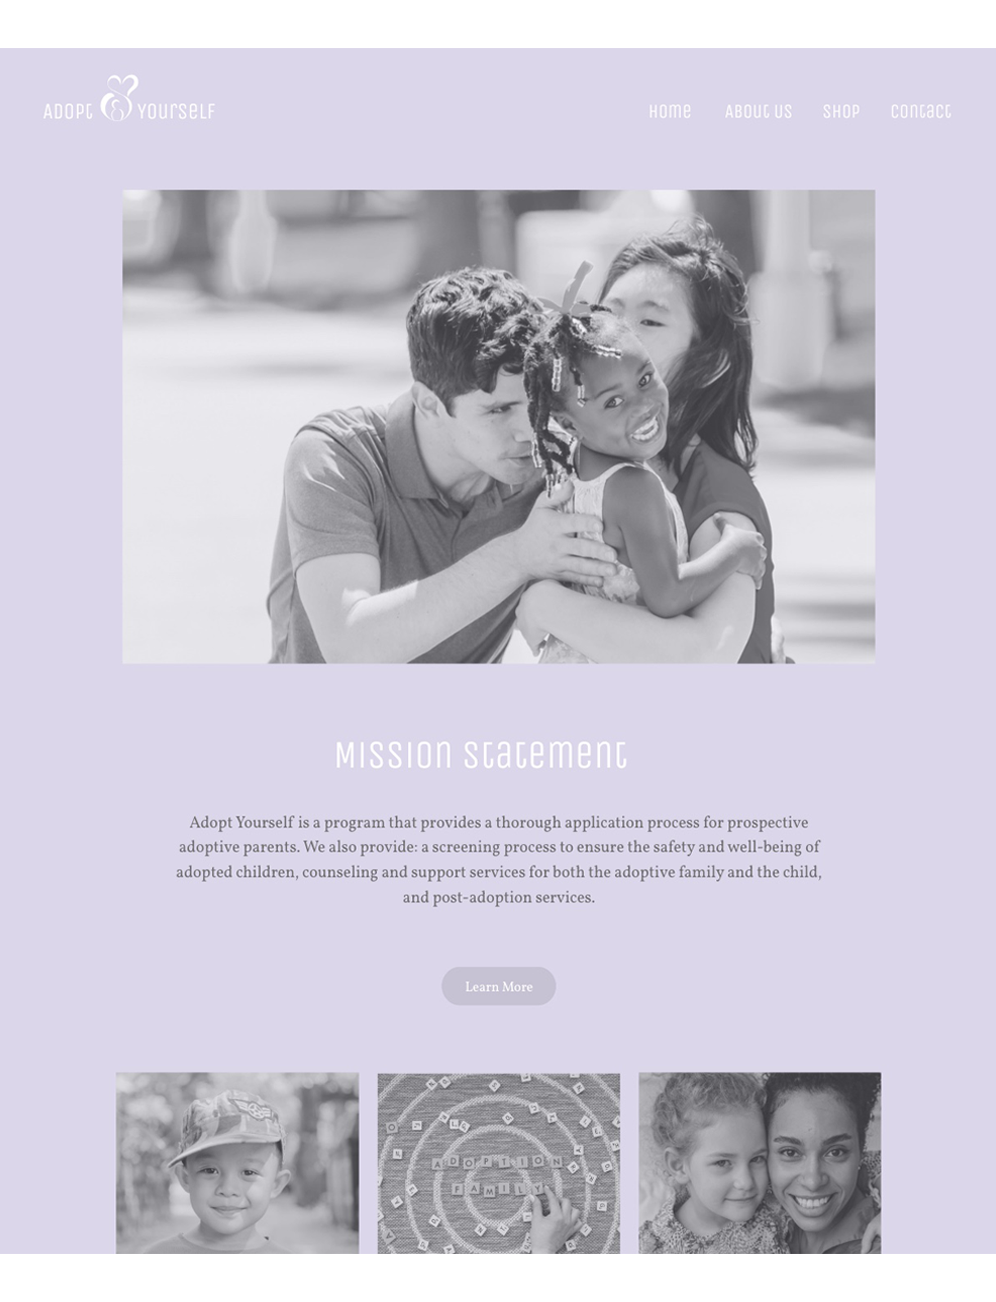 Adopt & Yourself
Home About us Shop Contact
Mission Statement
Adopt Yourself is a program that provides a thorough application process for prospective
adoptive parents. We also provide: a screening process to ensure the safety and well-being of
adopted children, counseling and support services for both the adoptive family and the child,
and post-adoption services.
Learn More
ADOPTION
FAMILY